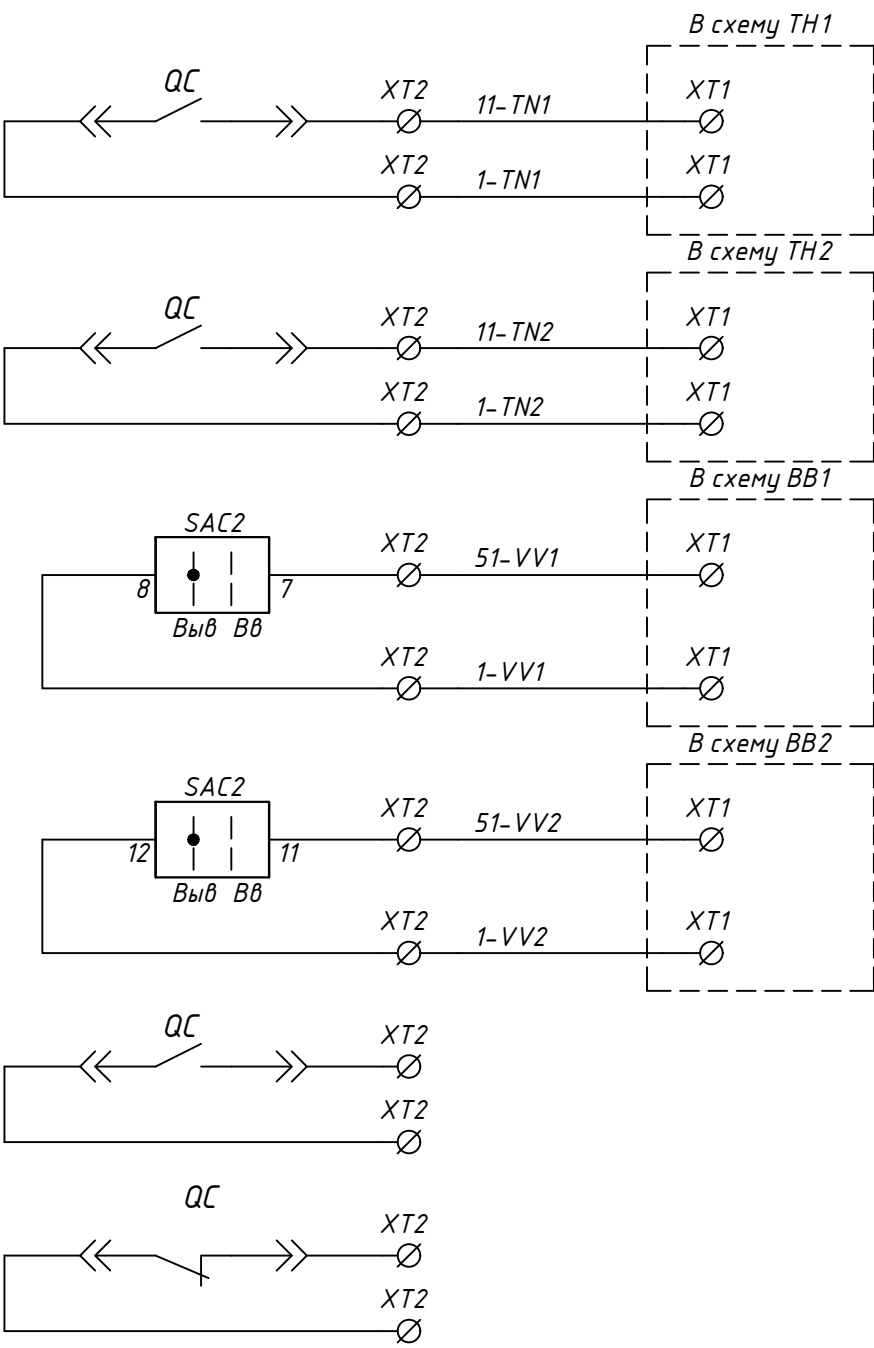 В схему ТН1
QC
XT2
11-TN1
XT1
XT2
1-TN1
XT1
В схему ТН2
QC
XT2
11-TN2
XT1
XT2
1-TN2
XT1
В схему ВВ1
SAC2
XT2
51-VV1
XT1
8
7
Выв Вв
XT2
1-VV1
XT1
В схему ВВ2
SAC2
XT2
51-VV2
XT1
12
11
Выв Вв
XT2
1-VV2
XT1
QC
XT2
XT2
QC
XT2
XT2